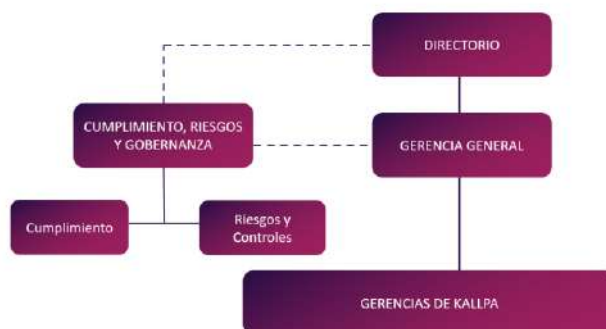 DIRECTORIO
CUMPLIMIENTO, RIESGOS
Y GOBERNANZA
GERENCIA GENERAL
Cumplimiento
Riesgos y
Controles
GERENCIAS DE KALLPA